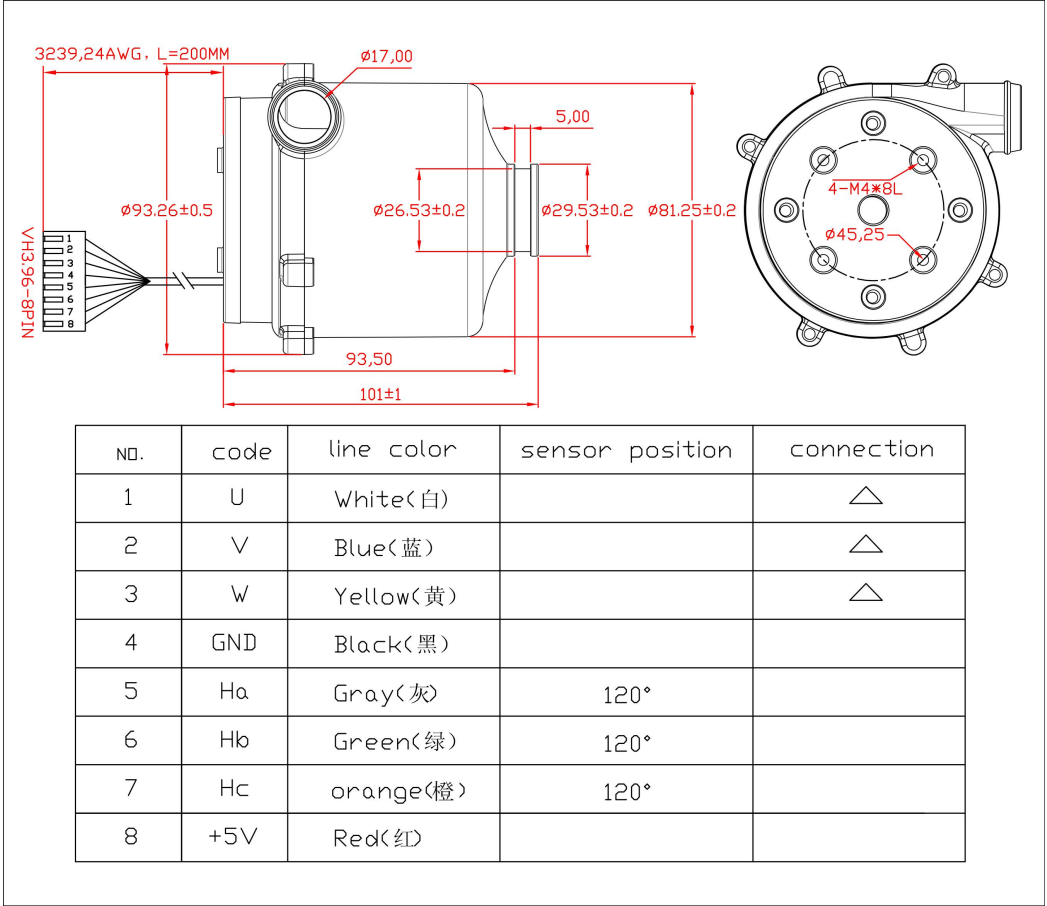 3239,24AWG, L=200MM
ø17,00
5,00
ø93.26±0.5
ø26.53±0.2
ø29.53±0.2
ø81.25±0.2
4-M4*8L
ø45,25
VH3.96-8PIN
1
2
3
4
5
6
7
8
93,50
101±1
NO. code line color sensor position connection
1 U White(白) △
2 V Blue(蓝) △
3 W Yellow(黄) △
4 GND Black(黑)
5 Ha Gray(灰) 120°
6 Hb Green(绿) 120°
7 Hc orange(橙) 120°
8 +5V Red(红)